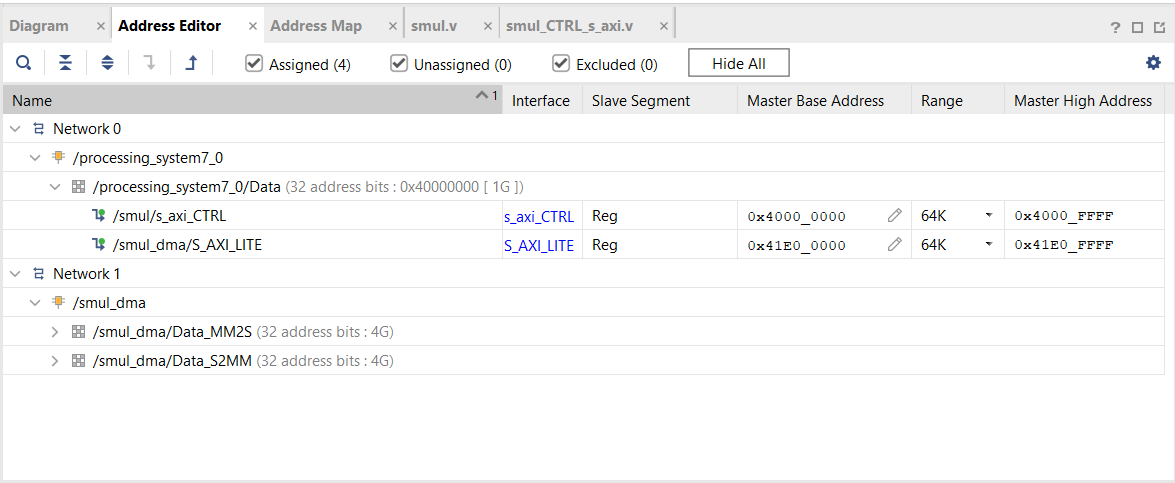 Diagram × Address Editor × Address Map × smul.v × smul_CTRL_s_axi.v × ?
Assigned (4) Unassigned (0) Excluded (0) Hide All
Name 1 Interface Slave Segment Master Base Address Range Master High Address
Network 0
/processing_system7_0
/processing_system7_0/Data (32 address bits : 0x40000000 [ 1G ])
/smul/s_axi_CTRL s_axi_CTRL Reg 0x4000_0000 64K 0x4000_FFFF
/smul_dma/S_AXI_LITE S_AXI_LITE Reg 0x41E0_0000 64K 0x41E0_FFFF
Network 1
/smul_dma
/smul_dma/Data_MM2S (32 address bits : 4G)
/smul_dma/Data_S2MM (32 address bits : 4G)